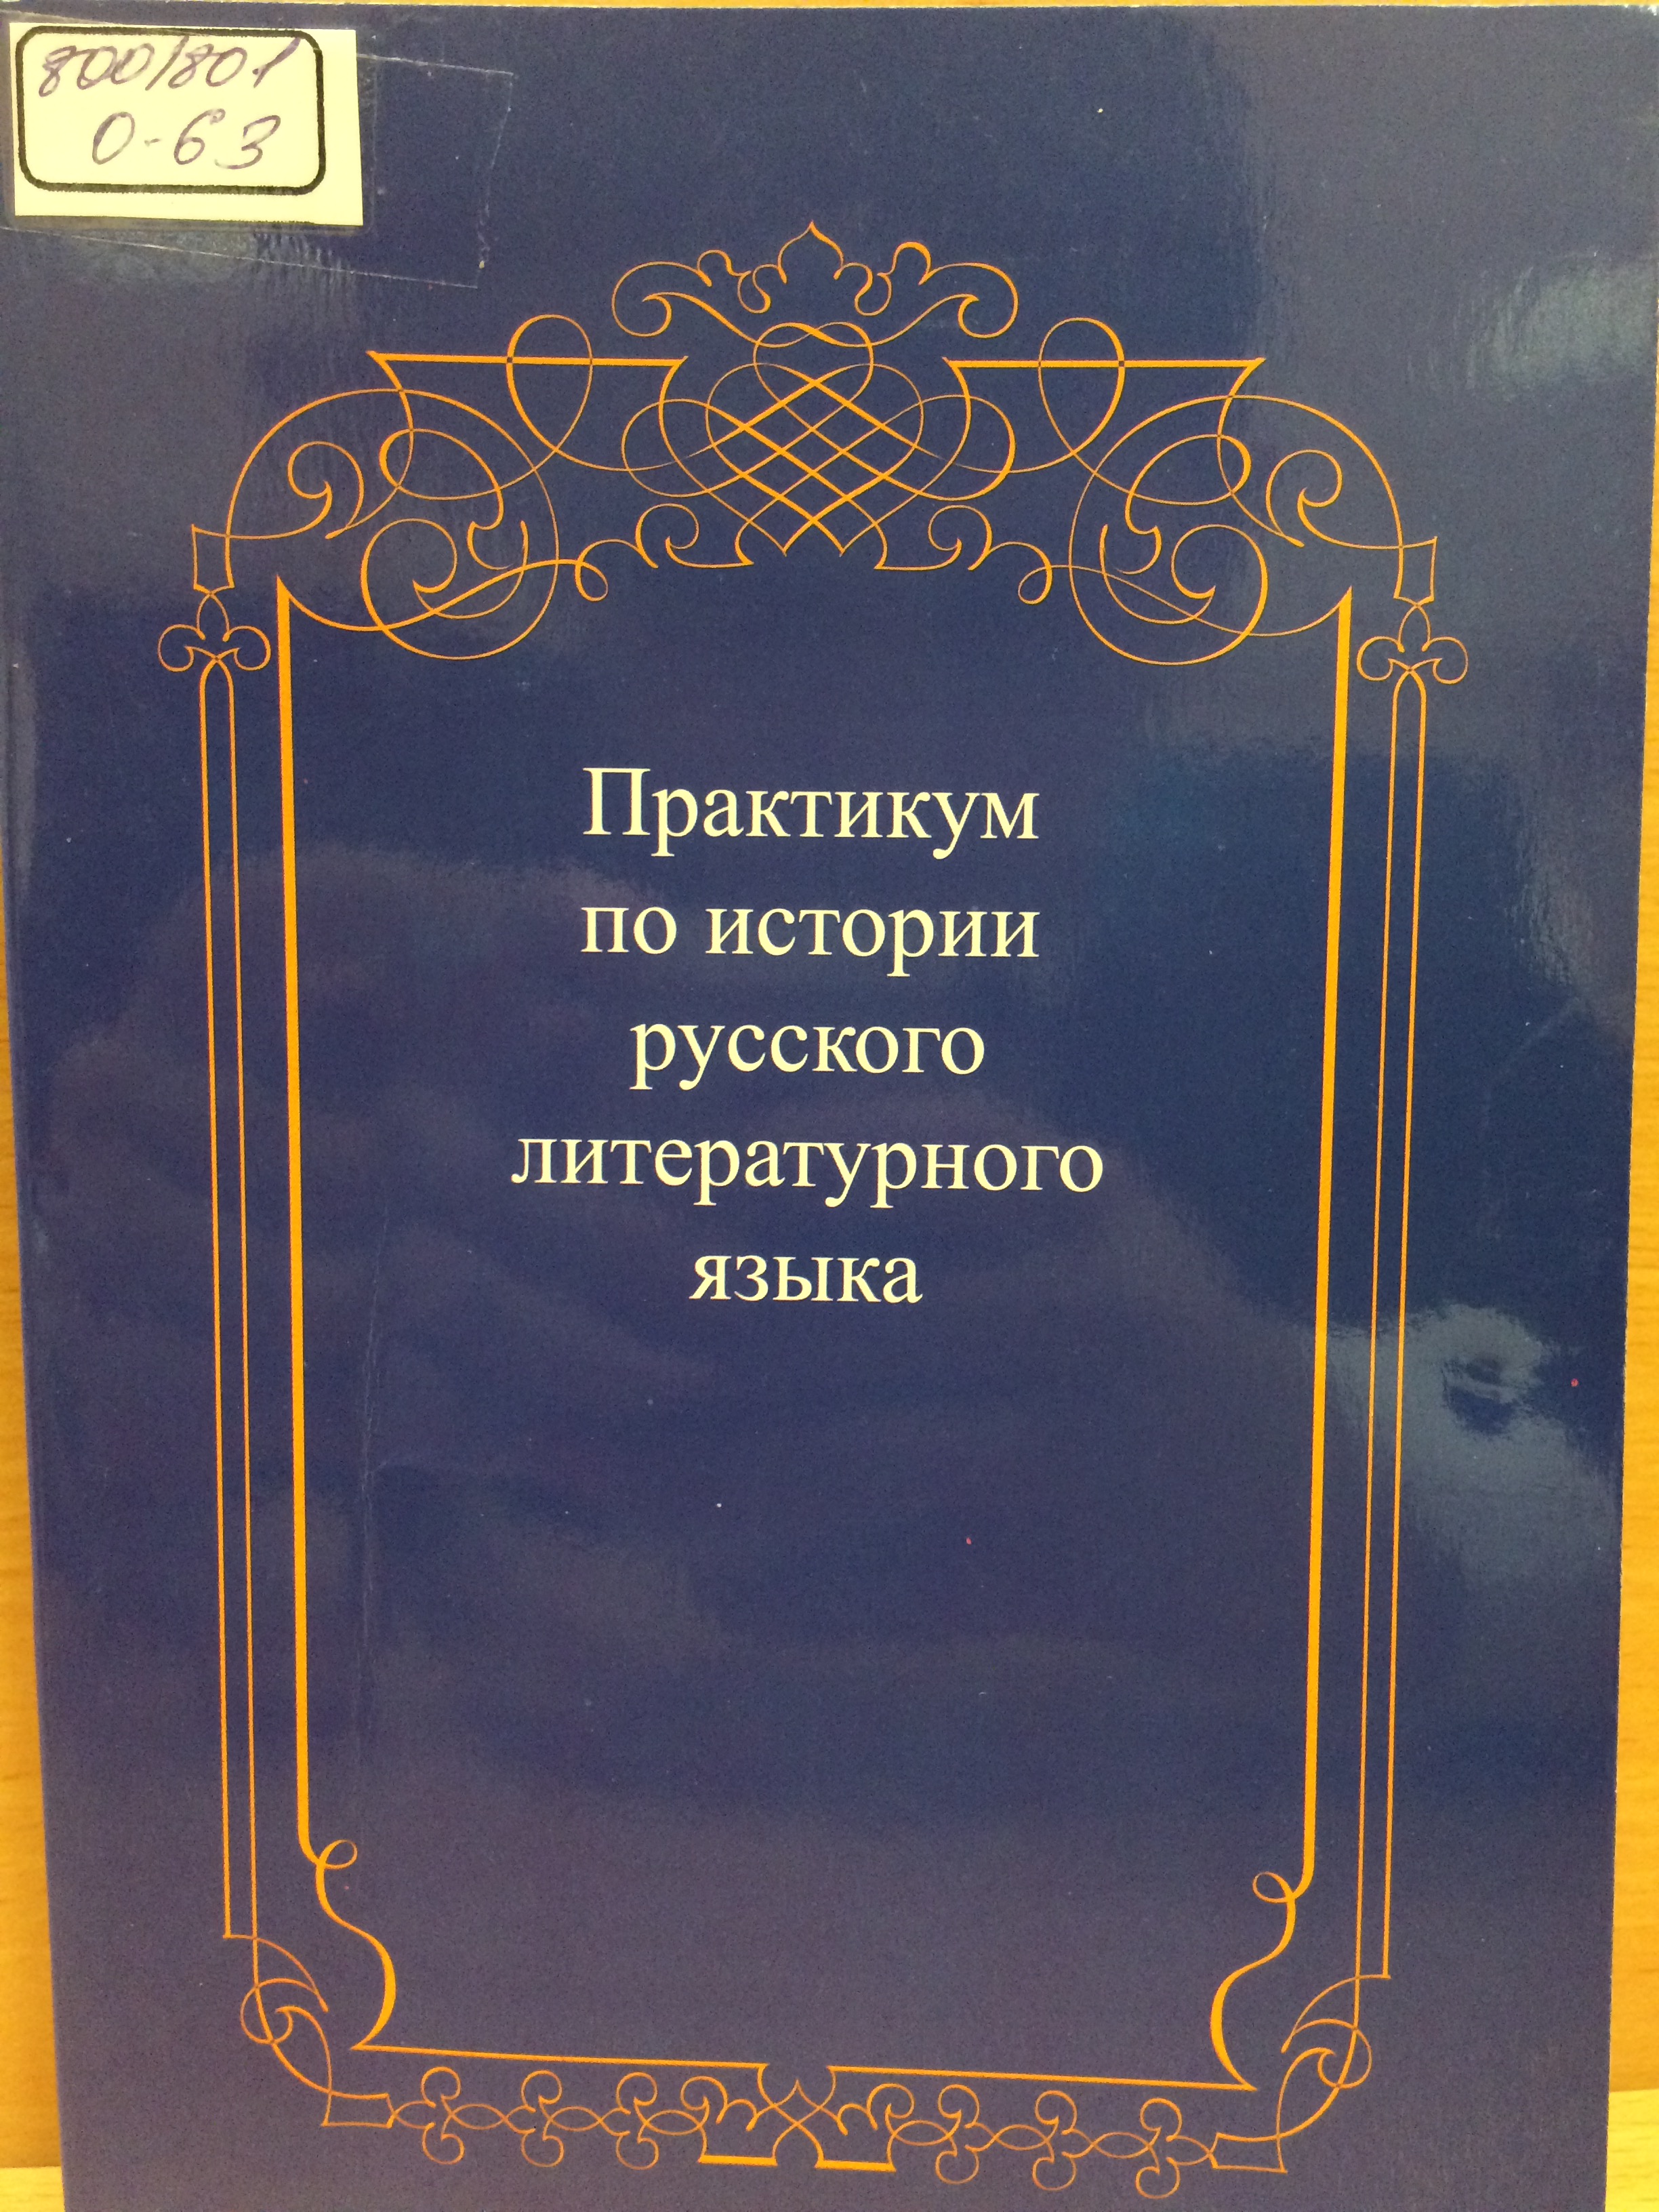 800/801
О-63
Практикум
по истории
русского
литературного
языка